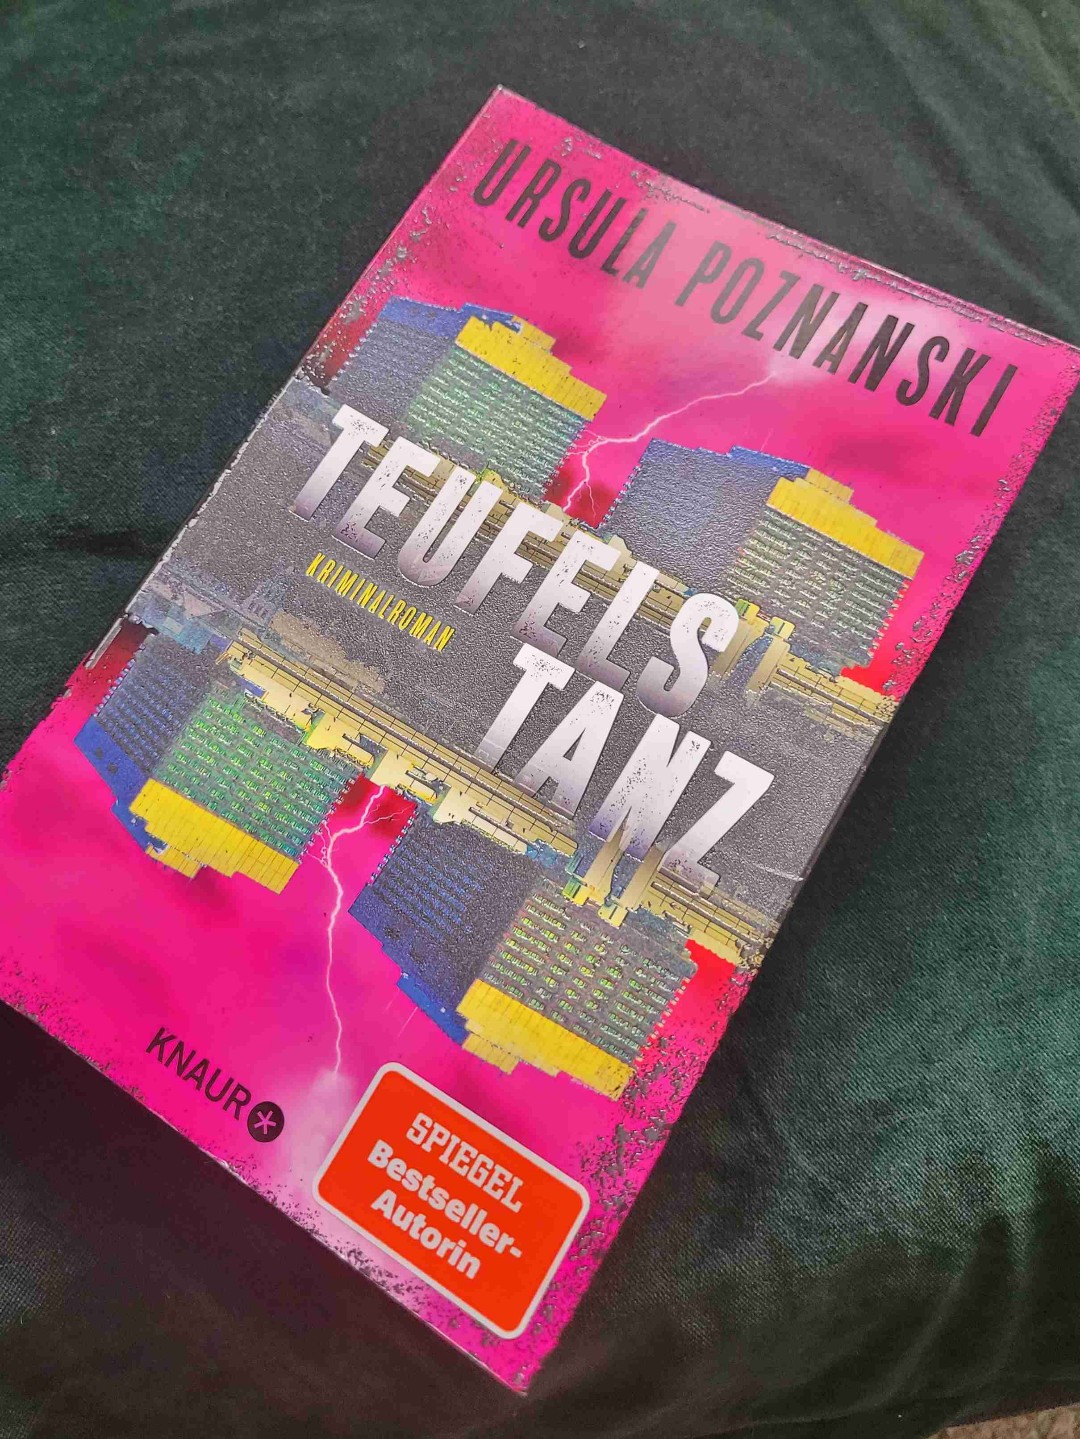 URSULA POZNANSKI
TEUFELS
KRIMINALROMAN
TANZ
KNAUR
SPIEGEL
Bestseller-
Autorin